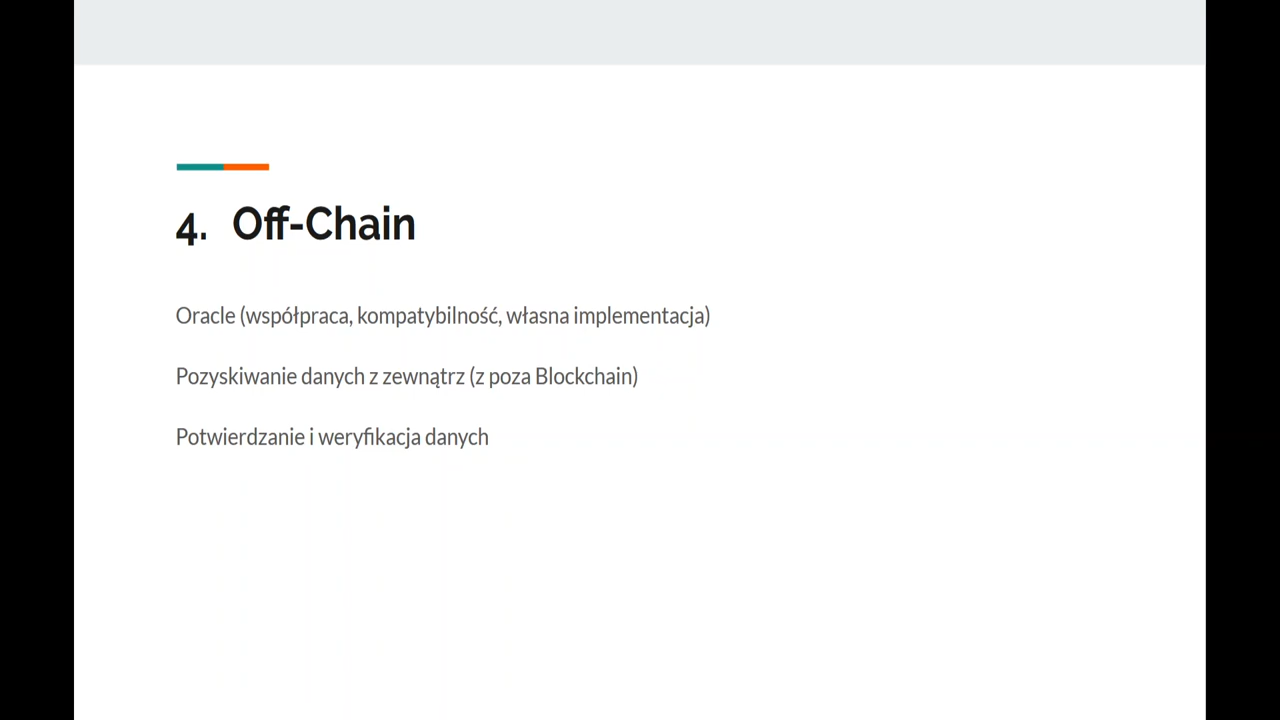 4. Off-Chain
Oracle (współpraca, kompatybilność, własna implementacja)
Pozyskiwanie danych z zewnątrz (z poza Blockchain)
Potwierdzanie i weryfikacja danych